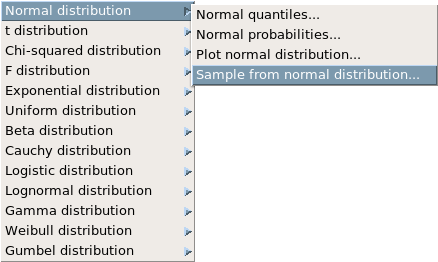 Normal distribution
Normal quantiles...
t distribution
Normal probabilities...
Chi-squared distribution
Plot normal distribution...
F distribution
Sample from normal distribution...
Exponential distribution
Uniform distribution
Beta distribution
Cauchy distribution
Logistic distribution
Lognormal distribution
Gamma distribution
Weibull distribution
Gumbel distribution